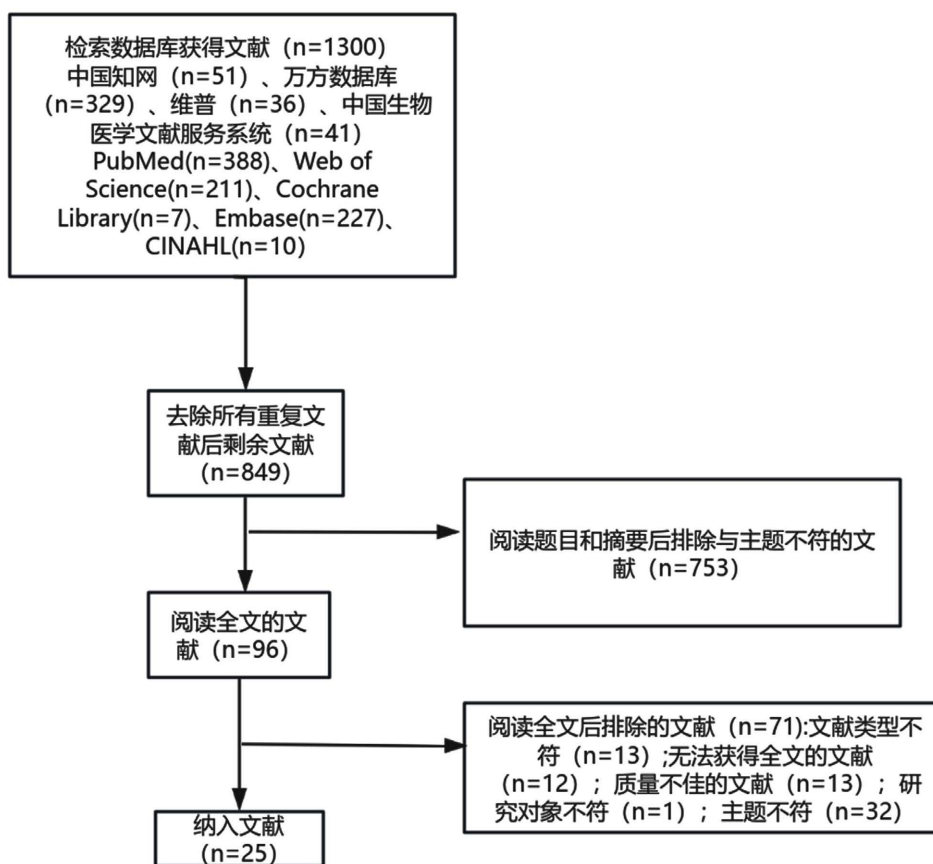 检索数据库获得文献（n=1300）
中国知网（n=51）、万方数据库
（n=329）、维普（n=36）、中国生物
医学文献服务系统（n=41）
PubMed(n=388)、Web of
Science(n=211)、Cochrane
Library(n=7)、Embase(n=227)、
CINAHL(n=10）
去除所有重复文
献后剩余文献
（n=849）
阅读题目和摘要后排除与主题不符的文
献（n=753）
阅读全文的文
献（n=96）
阅读全文后排除的文献（n=71):文献类型不
符（n=13）;无法获得全文的文献
（n=12）；质量不佳的文献（n=13）；研
究对象不符（n=1）；主题不符（n=32）
纳入文献
（n=25）